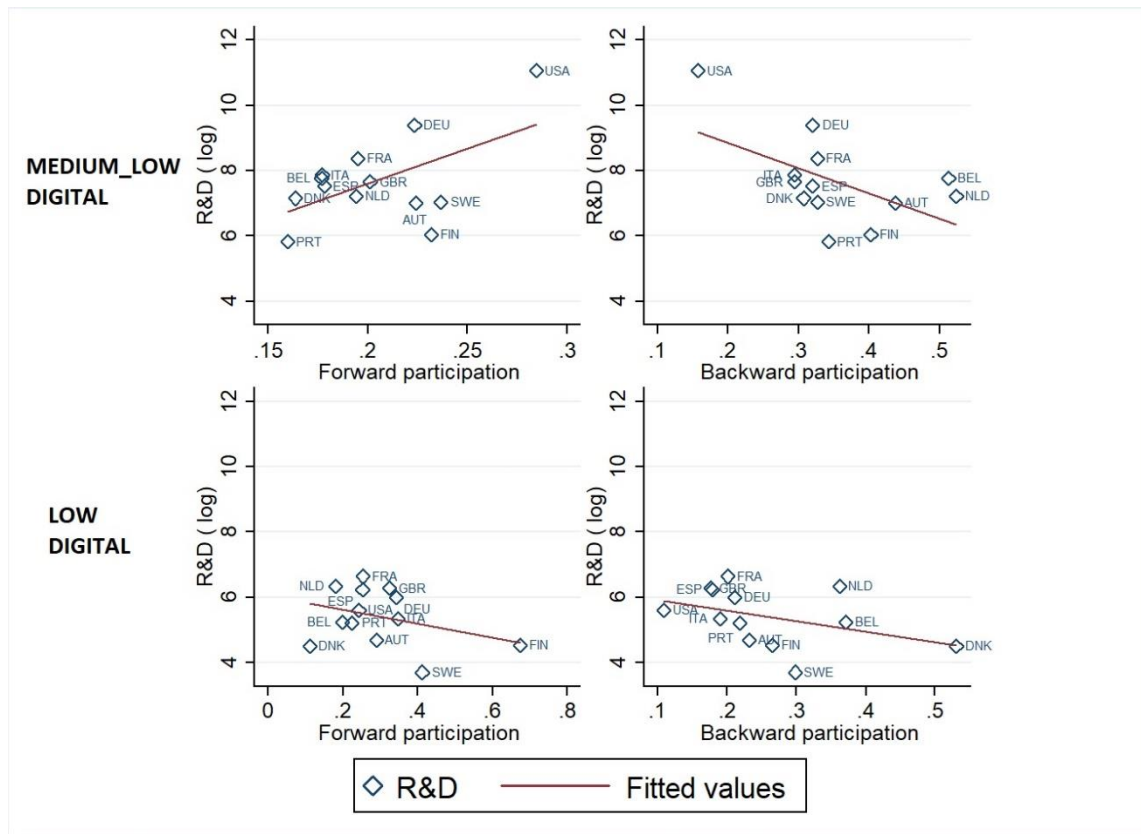 MEDIUM_LOW
DIGITAL
R&D ( log)
12
10
8
6
4
USA
DEU
FRA
ITA
BEL
ESP
GBR
DNK
NLD
SWE
AUT
FIN
PRT
.15
.2
.25
.3
Forward participation
R&D ( log)
12
10
8
6
4
USA
DEU
FRA
ITA
GBR
ESP
BEL
DNK
SWE
AUT
NLD
PRT
FIN
.1
.2
.3
.4
.5
Backward participation
LOW
DIGITAL
R&D ( log)
12
10
8
6
4
NLD
FRA
GBR
ESP
USA
DEU
BEL
PRT
ITA
DNK
AUT
FIN
SWE
0
.2
.4
.6
.8
Forward participation
R&D ( log)
12
10
8
6
4
FRA
ESP
GBR
NLD
DEU
USA
ITA
BEL
PRT
AUT
FIN
DNK
SWE
.1
.2
.3
.4
.5
Backward participation
R&D
Fitted values